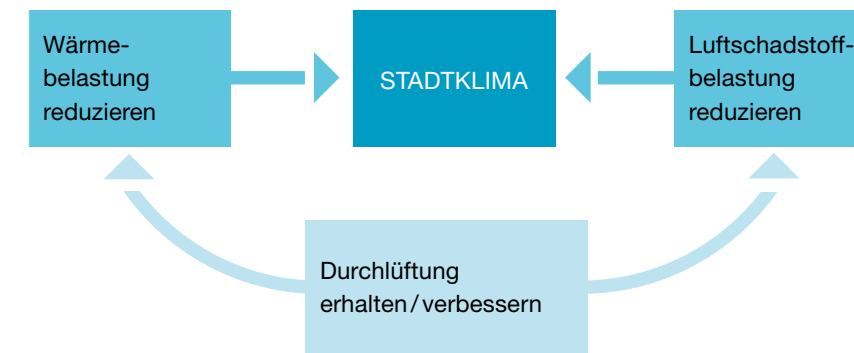 Wärme-
belastung
reduzieren
STADTKLIMA
Luftschadstoff-
belastung
reduzieren
Durchlüftung
erhalten/verbessern